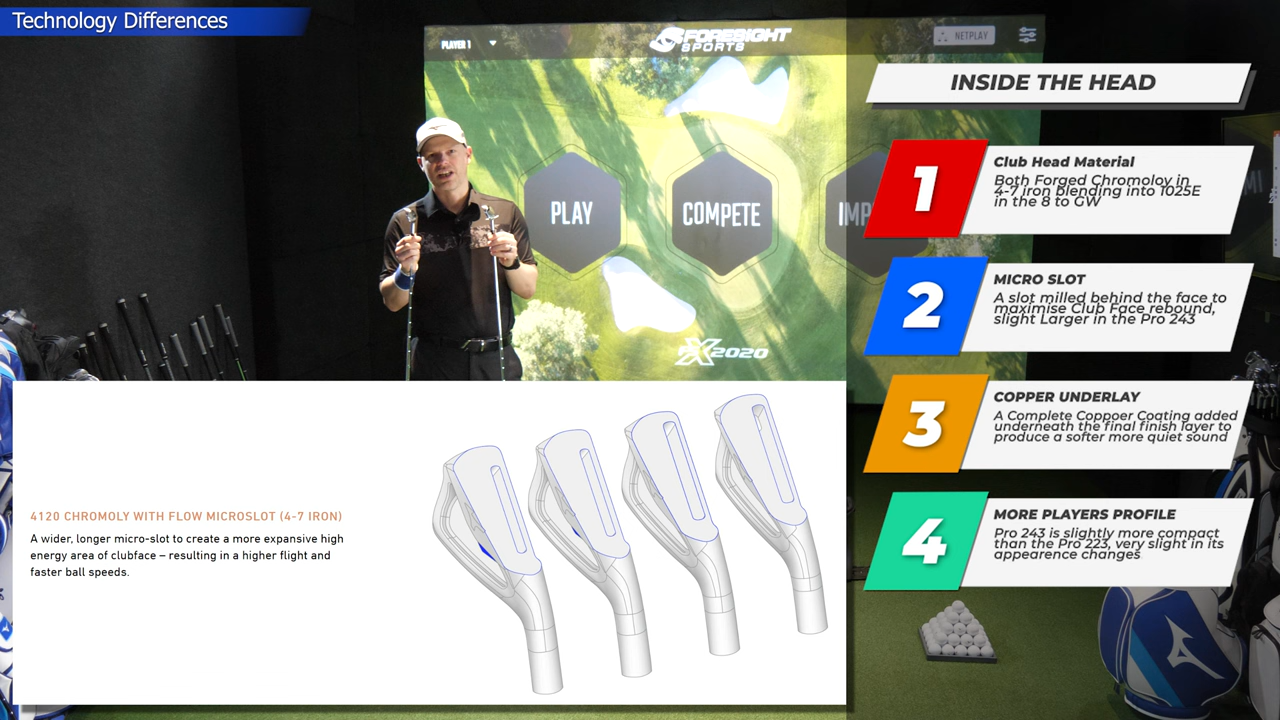 Technology Differences
PLAYER 1
FORESIGHT
SPORTS
NETPLAY
PLAY
COMPETE
IMP
FX2020
INSIDE THE HEAD
1
Club Head Material
Both Forged Chromoloy in
4-7 iron blending into 1025E
in the 8 to GW
2
MICRO SLOT
A slot milled behind the face to
maximise Club Face rebound,
slight Larger in the Pro 243
3
COPPER UNDERLAY
A Complete Coppoer Coating added
underneath the final finish layer to
produce a softer more quiet sound
4
MORE PLAYERS PROFILE
Pro 243 is slightly more compact
than the Pro 223, very slight in its
appearence changes
4120 CHROMOLY WITH FLOW MICROSLOT (4-7 IRON)
A wider, longer micro-slot to create a more expansive high
energy area of clubface – resulting in a higher flight and
faster ball speeds.